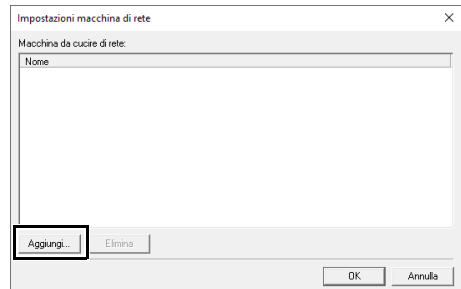 Impostazioni macchina di rete
Macchina da cucire di rete:
Nome
Aggiungi... Elimina
OK Annulla